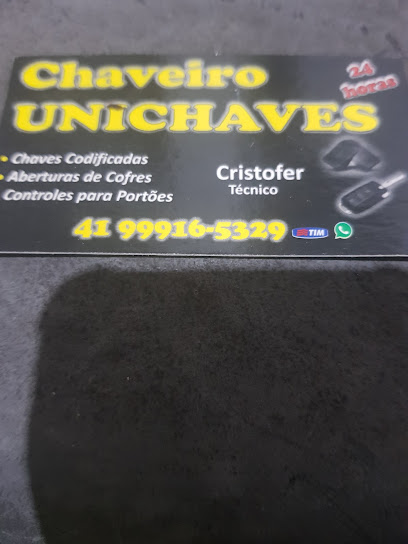 Chaveiro
24 horas
UNICHAVES
• Chaves Codificadas
• Aberturas de Cofres
Controles para Portões
Cristofer
Técnico
41 99916-5329 TIM